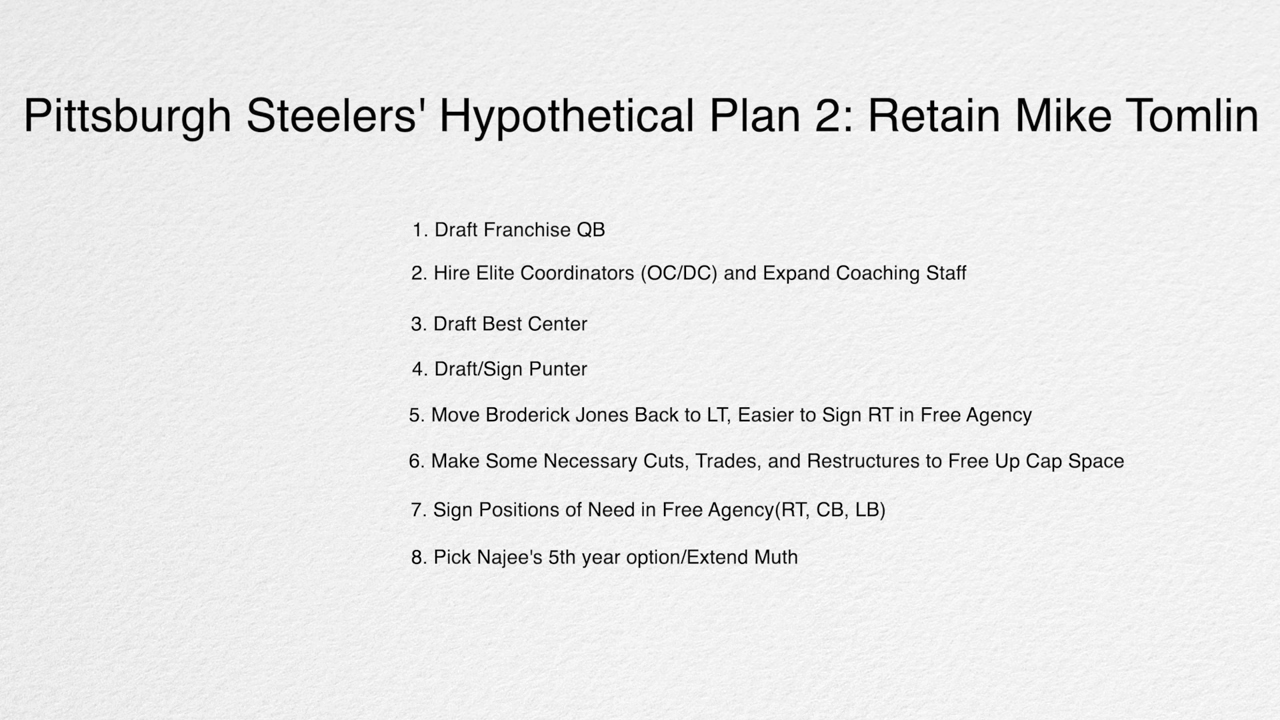 Pittsburgh Steelers' Hypothetical Plan 2: Retain Mike Tomlin
1. Draft Franchise QB
2. Hire Elite Coordinators (OC/DC) and Expand Coaching Staff
3. Draft Best Center
4. Draft/Sign Punter
5. Move Broderick Jones Back to LT, Easier to Sign RT in Free Agency
6. Make Some Necessary Cuts, Trades, and Restructures to Free Up Cap Space
7. Sign Positions of Need in Free Agency(RT, CB, LB)
8. Pick Najee's 5th year option/Extend Muth